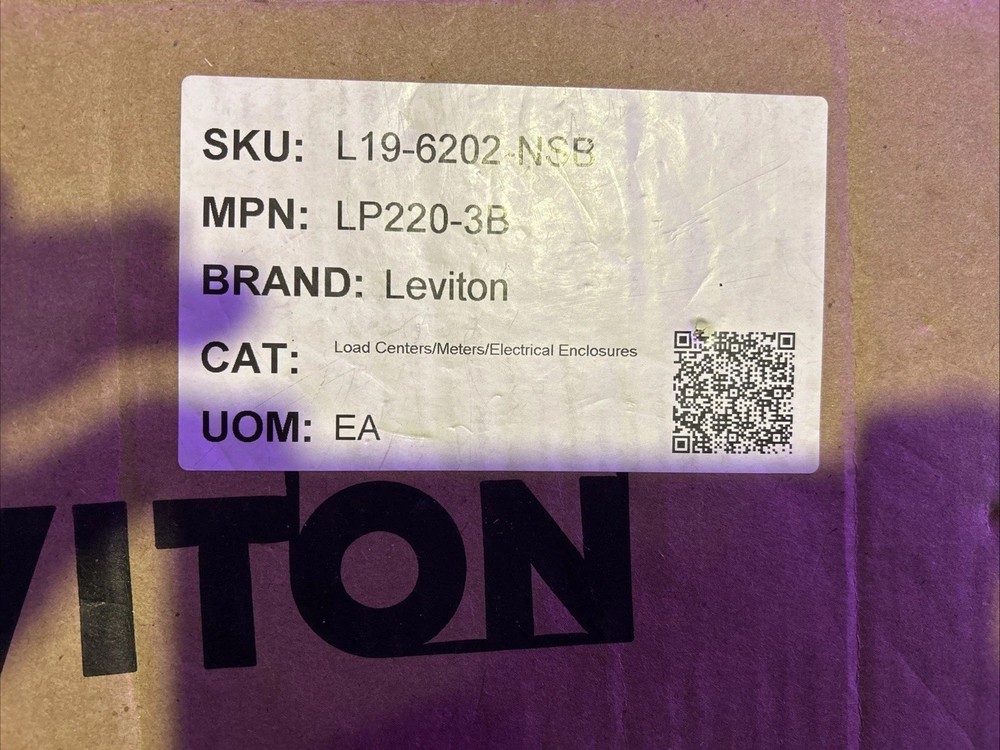 SKU: L19-6202-NSB
MPN: LP220-3B
BRAND: Leviton
CAT: Load Centers/Meters/Electrical Enclosures
UOM: EA
VITON